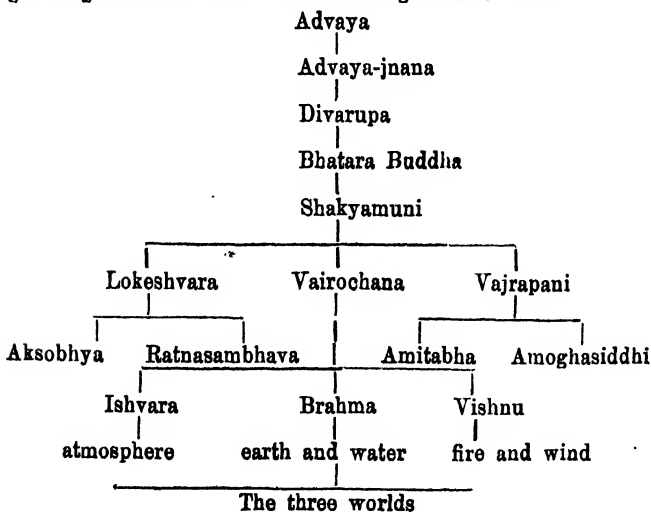 Advaya
Advaya-jnana
Divarupa
Bhatara Buddha
Shakyamuni
Lokeshvara Vairochana Vajrapani
Aksobhya Ratnasambhava Amitabha Amoghasiddhi
Ishvara Brahma Vishnu
atmosphere earth and water fire and wind
The three worlds